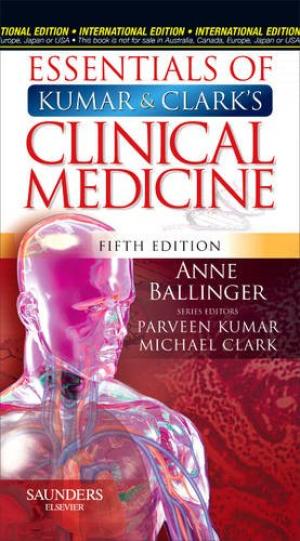 TIONAL EDITION • INTERNATIONAL EDITION • INTERNATIONAL EDITION •
urope, Japan or USA • This book is not for sale in Australia, Canada, Europe, Japan or USA •
ESSENTIALS OF
KUMAR & CLARK'S
CLINICAL
MEDICINE
FIFTH EDITION
ANNE
BALLINGER
SERIES EDITORS
PARVEEN KUMAR
MICHAEL CLARK
SAUNDERS
ELSEVIER